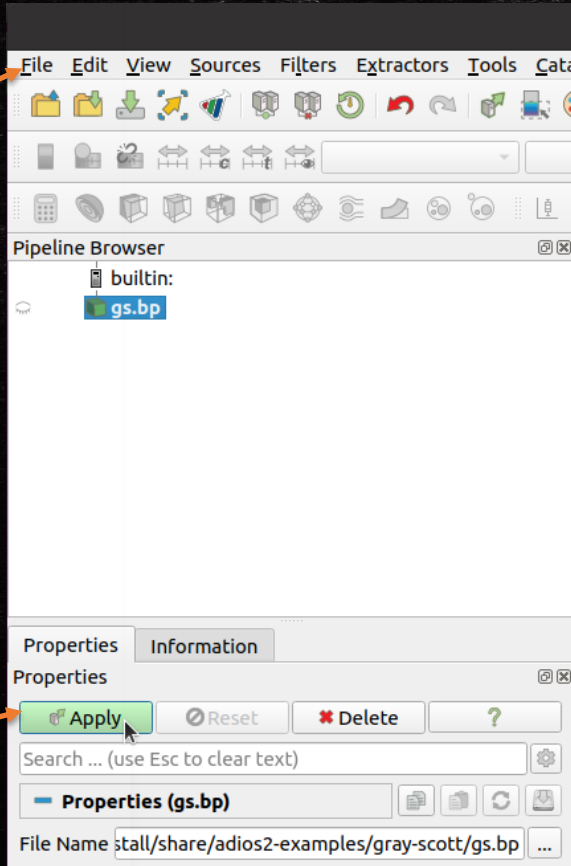 File Edit View Sources Filters Extractors Tools Cata
c t
Pipeline Browser
builtin:
gs.bp
Properties Information
Properties
Apply Reset Delete ?
Search ... (use Esc to clear text)
Properties (gs.bp)
File Name stall/share/adios2-examples/gray-scott/gs.bp ...